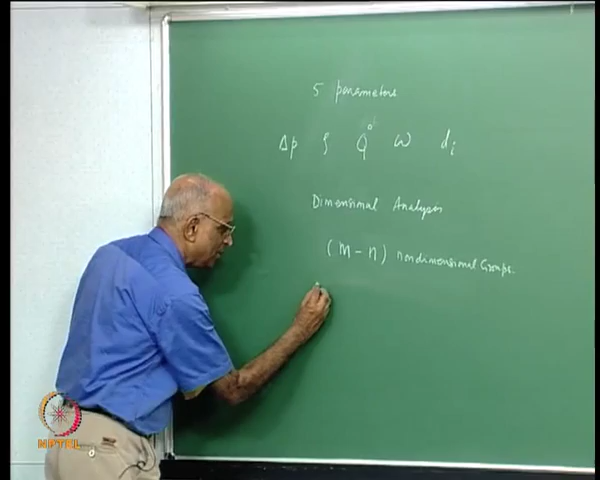 5 parameters
Δp ρ Q° ω di
Dimensional Analysis
(m - n) nondimensional Groups.
NPTEL